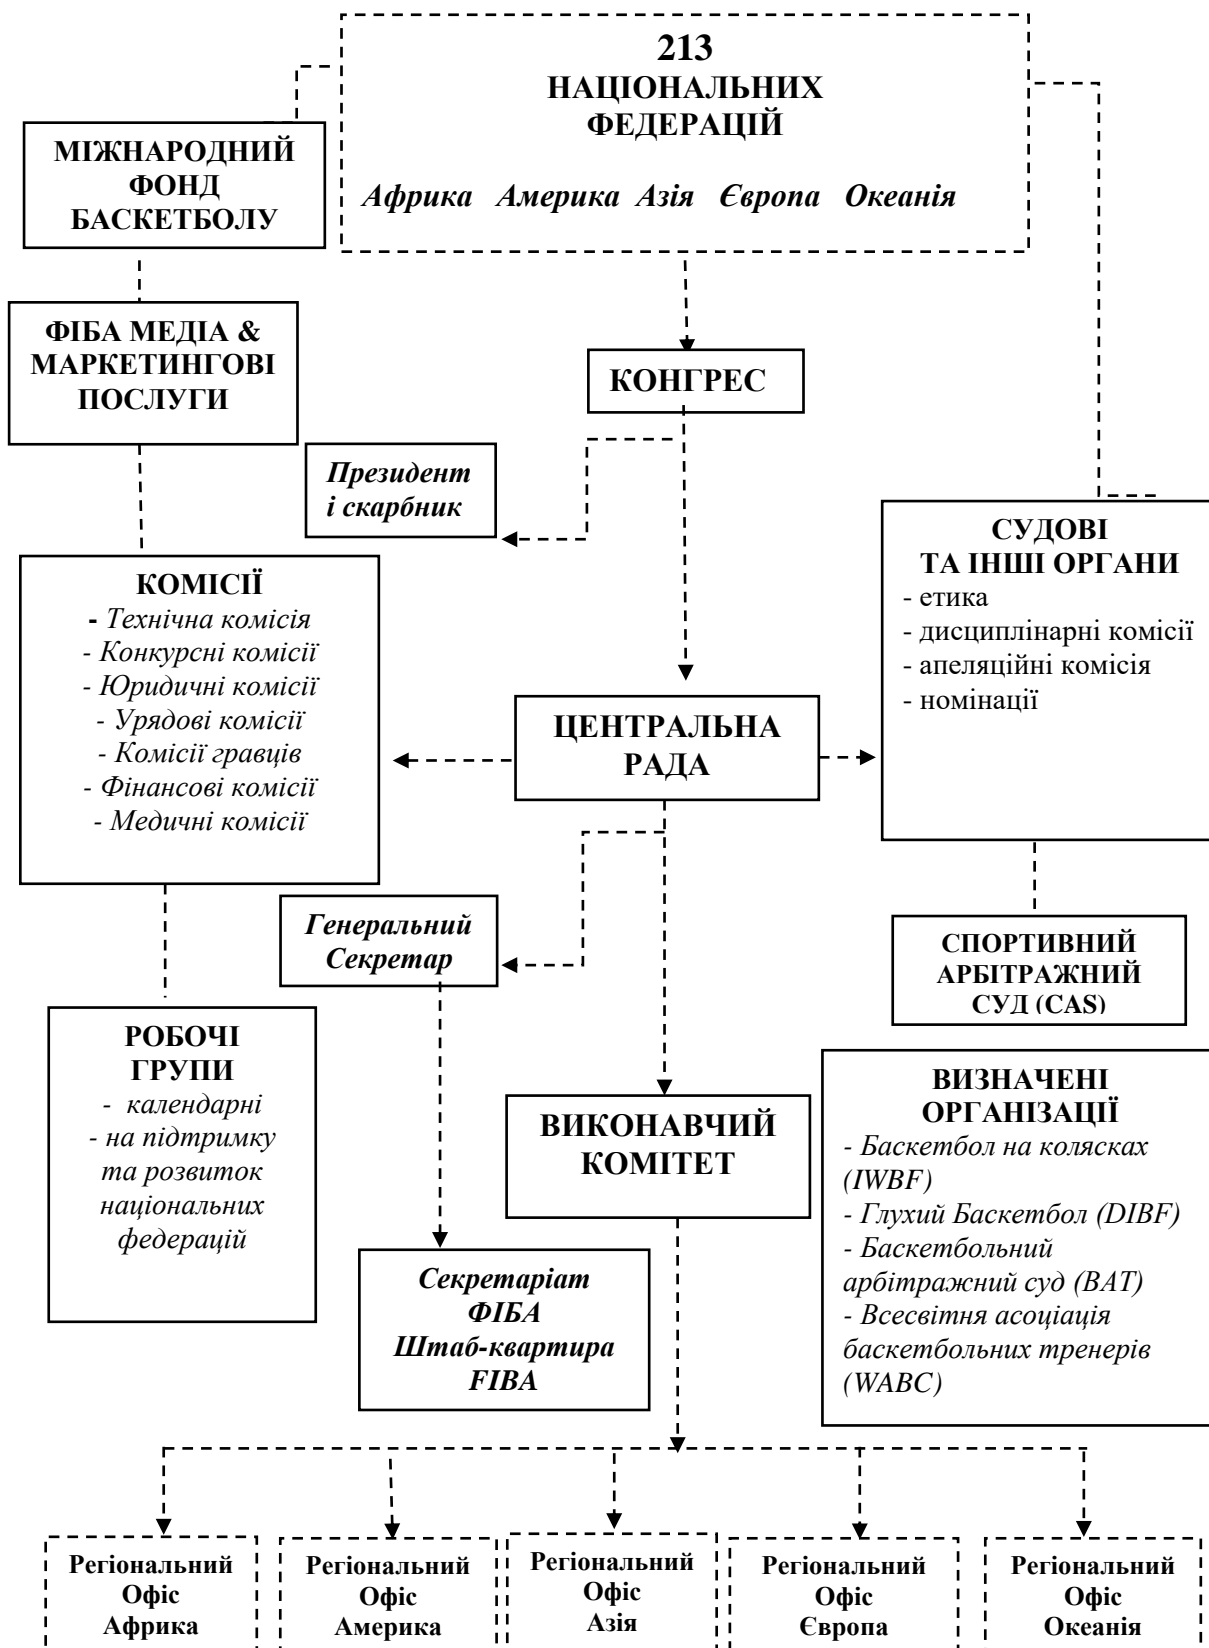 213
НАЦІОНАЛЬНИХ
ФЕДЕРАЦІЙ
Африка Америка Азія Європа Океанія
МІЖНАРОДНИЙ
ФОНД
БАСКЕТБОЛУ
ФІБА МЕДІА &
МАРКЕТИНГОВІ
ПОСЛУГИ
КОНГРЕС
Президент
і скарбник
КОМІСІЇ
- Технічна комісія
- Конкурсні комісії
- Юридичні комісії
- Урядові комісії
- Комісії гравців
- Фінансові комісії
- Медичні комісії
СУДОВІ
ТА ІНШІ ОРГАНИ
- етика
- дисциплінарні комісії
- апеляційні комісія
- номінації
ЦЕНТРАЛЬНА
РАДА
Генеральний
Секретар
СПОРТИВНИЙ
АРБІТРАЖНИЙ
СУД (CAS)
РОБОЧІ
ГРУПИ
- календарні
- на підтримку
та розвиток
національних
федерацій
ВИКОНАВЧИЙ
КОМІТЕТ
ВИЗНАЧЕНІ
ОРГАНІЗАЦІЇ
- Баскетбол на колясках
(IWBF)
- Глухий Баскетбол (DIBF)
- Баскетбольний
арбітражний суд (BAT)
- Всесвітня асоціація
баскетбольних тренерів
(WABC)
Секретаріат
ФІБА
Штаб-квартира
FIBA
Регіональний
Офіс
Африка
Регіональний
Офіс
Америка
Регіональний
Офіс
Азія
Регіональний
Офіс
Європа
Регіональний
Офіс
Океанія